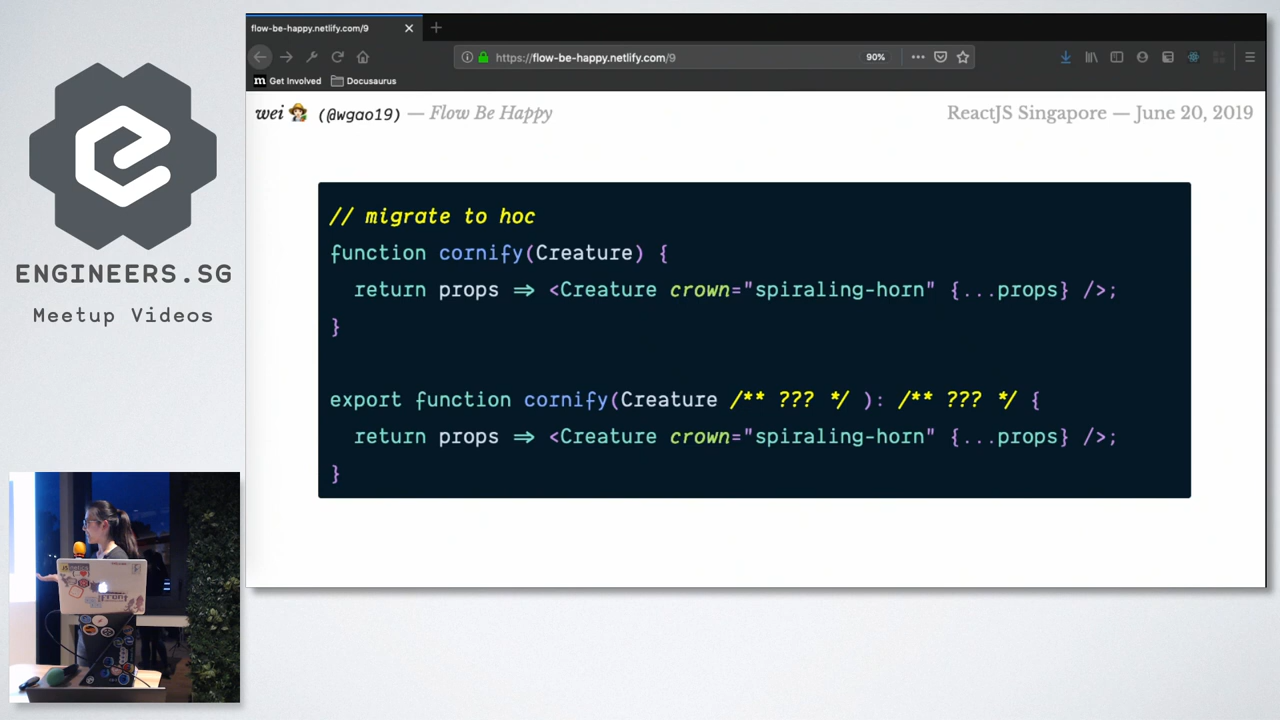 flow-be-happy.netlify.com/9
https://flow-be-happy.netlify.com/9
90%
m Get Involved
Docusaurus
wei (@wgao19) — Flow Be Happy
ReactJS Singapore — June 20, 2019
// migrate to hoc
function cornify(Creature) {
return props ⇒ <Creature crown="spiraling-horn" {...props} />;
}
export function cornify(Creature /** ??? */ ): /** ??? */ {
return props ⇒ <Creature crown="spiraling-horn" {...props} />;
}
ENGINEERS.SG
Meetup Videos